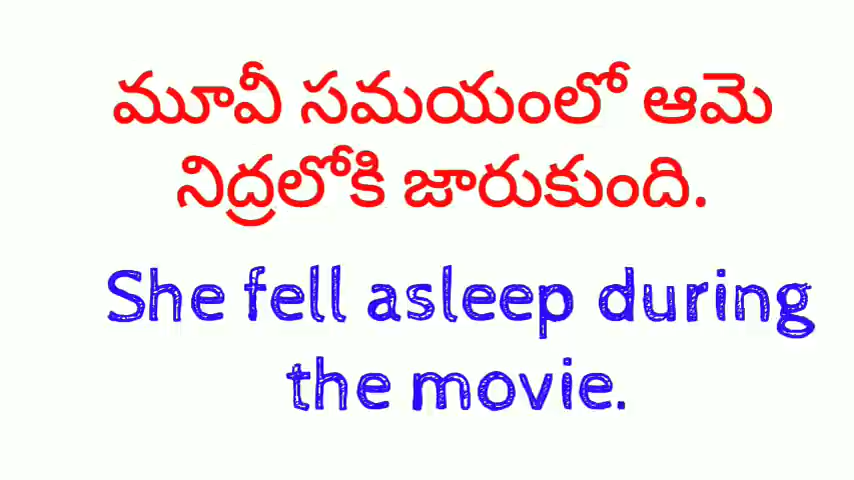 మూవీ సమయంలో ఆమె
నిద్రలోకి జారుకుంది.
She fell asleep during
the movie.